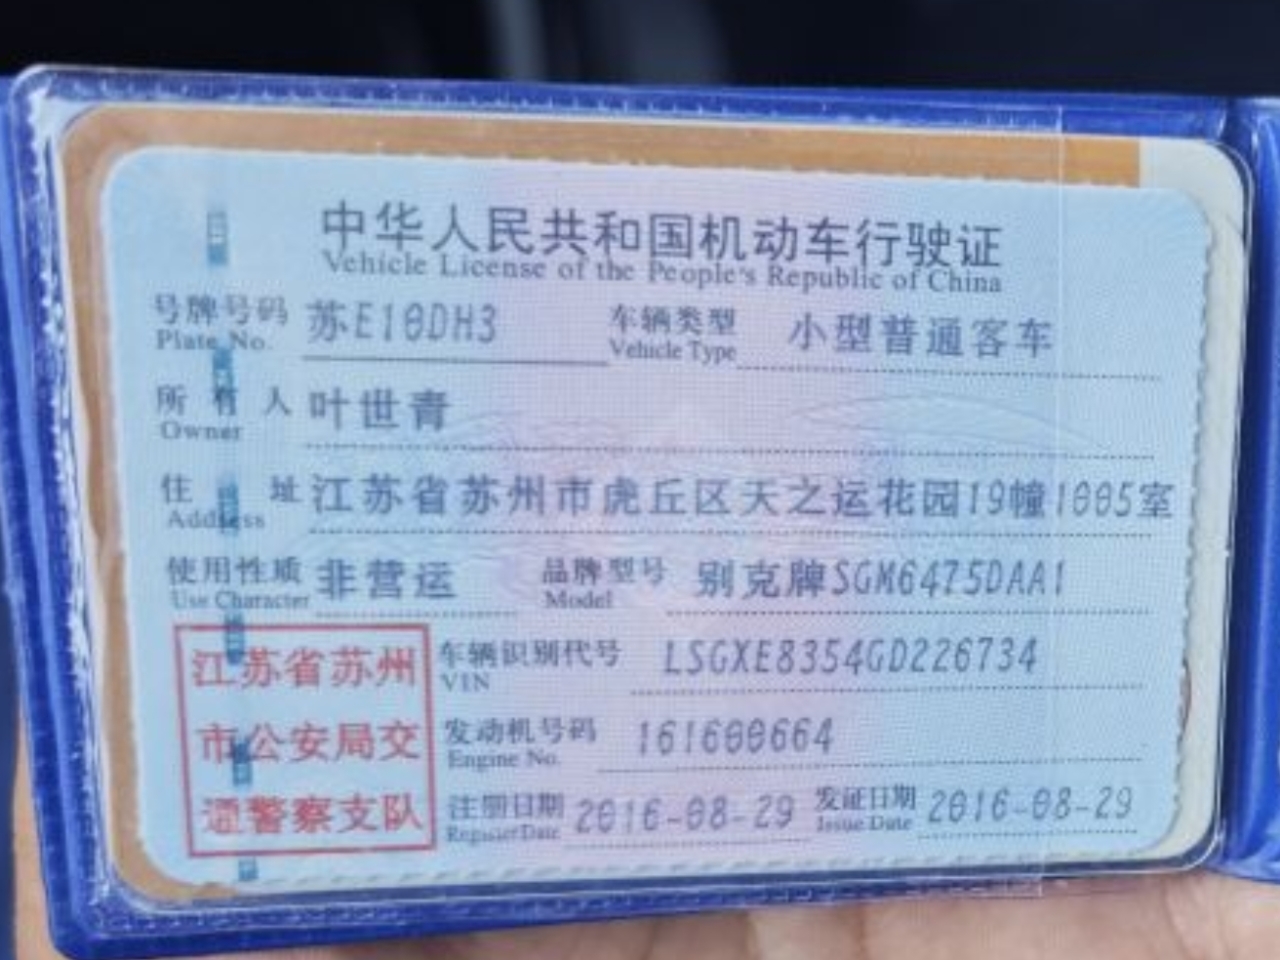 中华人民共和国机动车行驶证
Vehicle License of the People's Republic of China
号牌号码 苏E10DH3 车辆类型 小型普通客车
Plate No. Vehicle Type
所有人 叶世青
Owner
住址 江苏省苏州市虎丘区天之运花园19幢1005室
Address
使用性质 非营运 品牌型号 别克牌SGM6475DAA1
Use Character Model
江苏省苏州
市公安局交
通警察支队
车辆识别代号 LSGXE8354GD226734
VIN
发动机号码 161600664
Engine No.
注册日期 2016-08-29 发证日期 2016-08-29
Register Date Issue Date